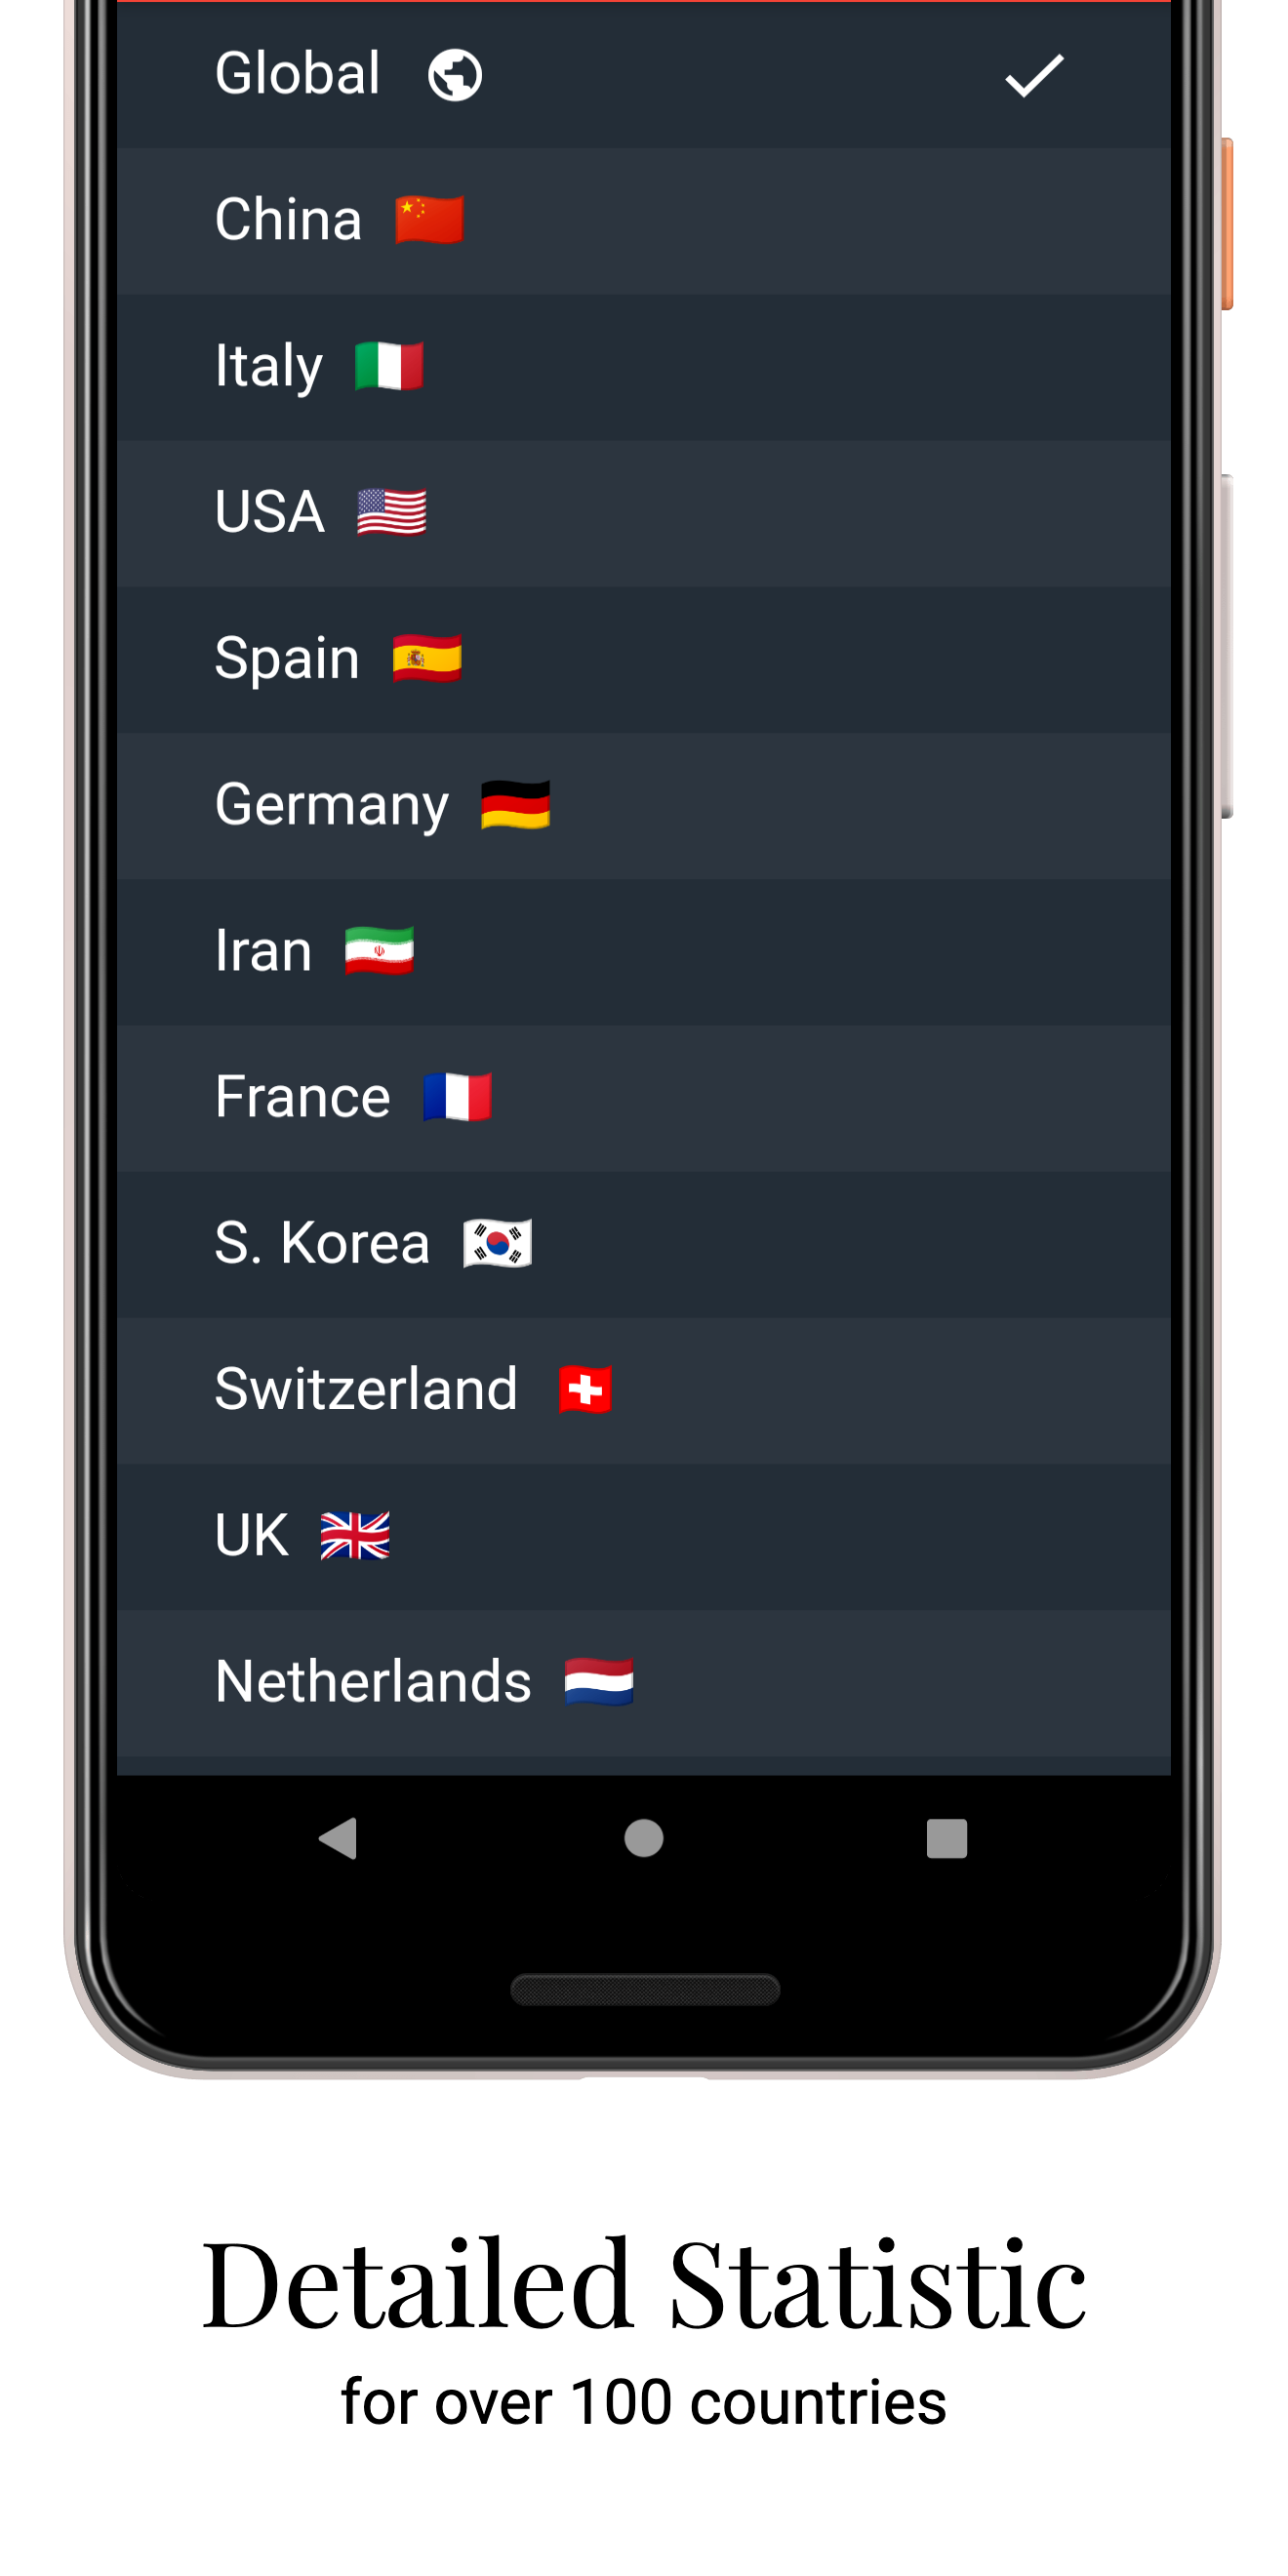 Global
China
Italy
USA
Spain
Germany
Iran
France
S. Korea
Switzerland
UK
Netherlands
Detailed Statistic
for over 100 countries